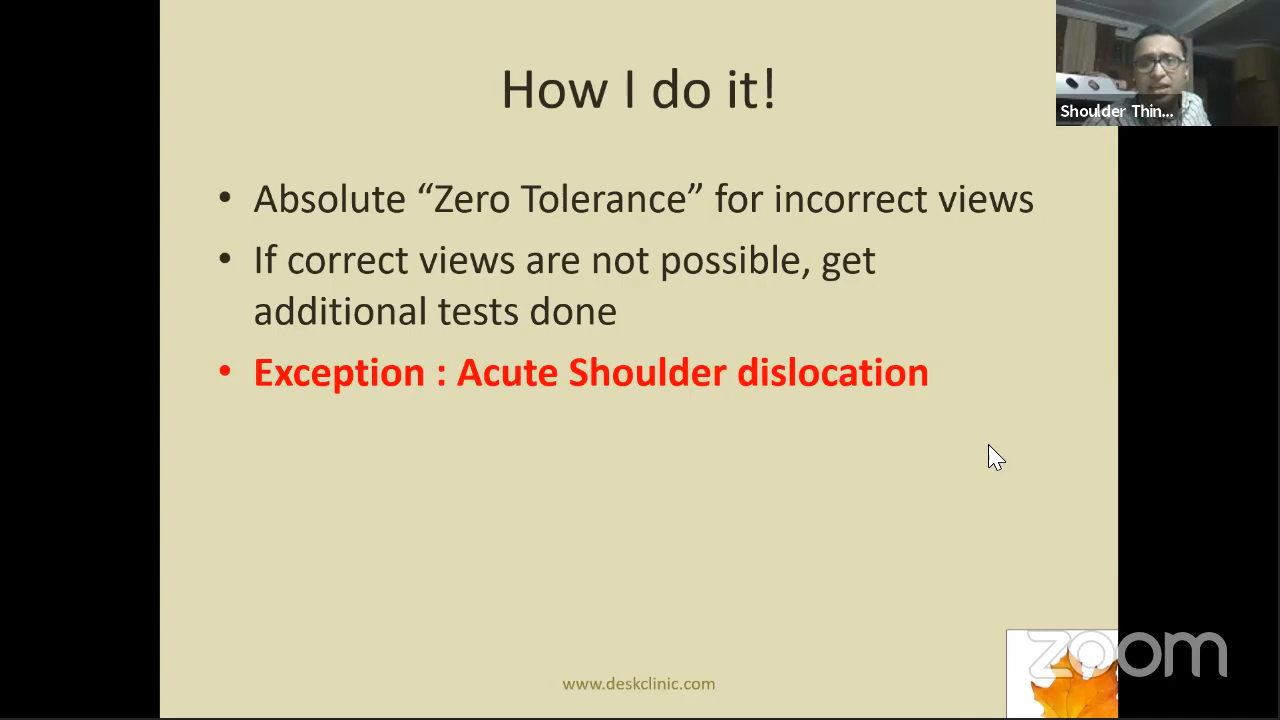 How I do it!
Shoulder Thin...
• Absolute “Zero Tolerance” for incorrect views
• If correct views are not possible, get
additional tests done
• Exception : Acute Shoulder dislocation
zoom
www.deskclinic.com